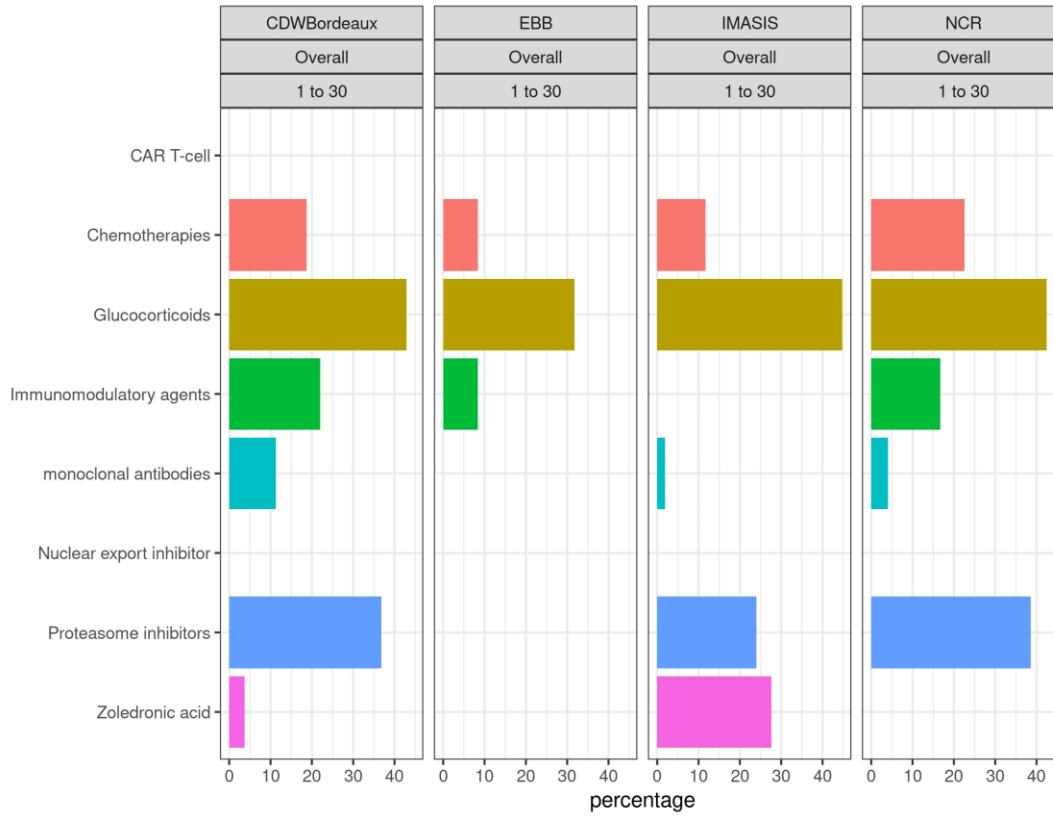 CDWBordeaux EBB IMASIS NCR
Overall Overall Overall Overall
1 to 30 1 to 30 1 to 30 1 to 30
CAR T-cell
Chemotherapies
Glucocorticoids
Immunomodulatory agents
monoclonal antibodies
Nuclear export inhibitor
Proteasome inhibitors
Zoledronic acid
0 10 20 30 40 0 10 20 30 40 0 10 20 30 40 0 10 20 30 40
percentage